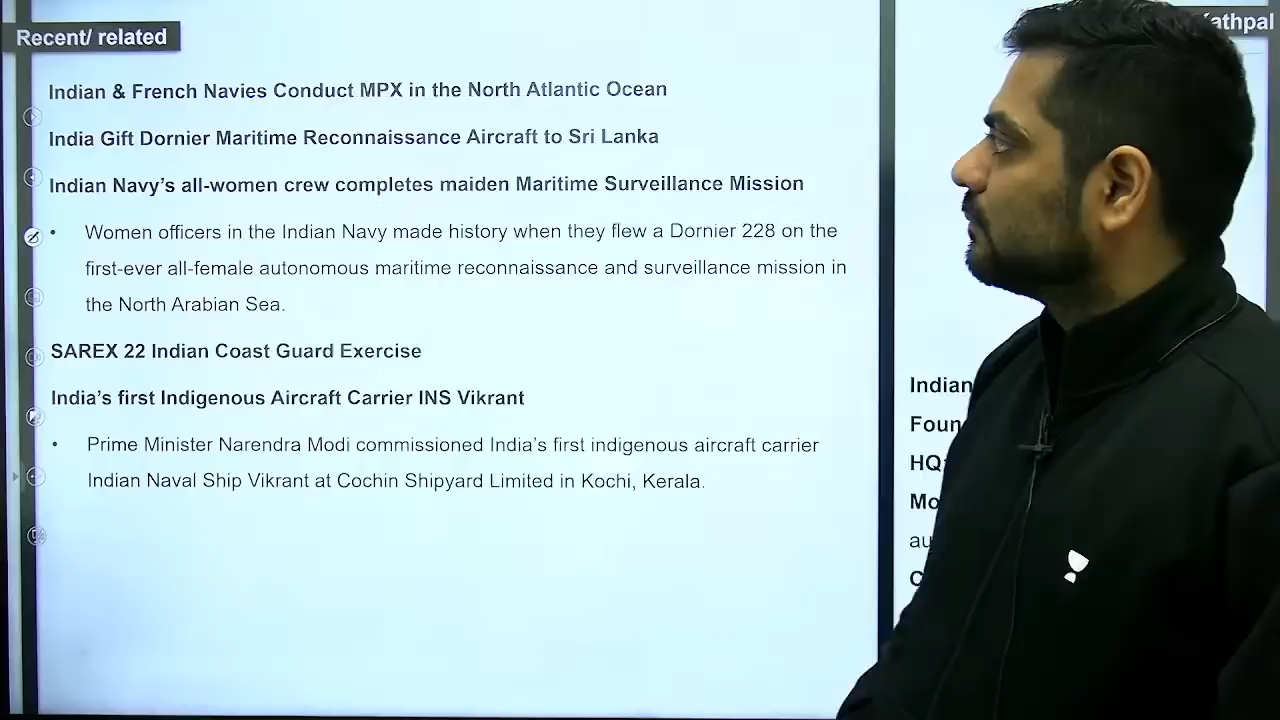 Recent/ related
Indian & French Navies Conduct MPX in the North Atlantic Ocean
India Gift Dornier Maritime Reconnaissance Aircraft to Sri Lanka
Indian Navy's all-women crew completes maiden Maritime Surveillance Mission
• Women officers in the Indian Navy made history when they flew a Dornier 228 on the
first-ever all-female autonomous maritime reconnaissance and surveillance mission in
the North Arabian Sea.
SAREX 22 Indian Coast Guard Exercise
India's first Indigenous Aircraft Carrier INS Vikrant
• Prime Minister Narendra Modi commissioned India's first indigenous aircraft carrier
Indian Naval Ship Vikrant at Cochin Shipyard Limited in Kochi, Kerala.
athpal
Indian
Foun
HQ
Mo
au